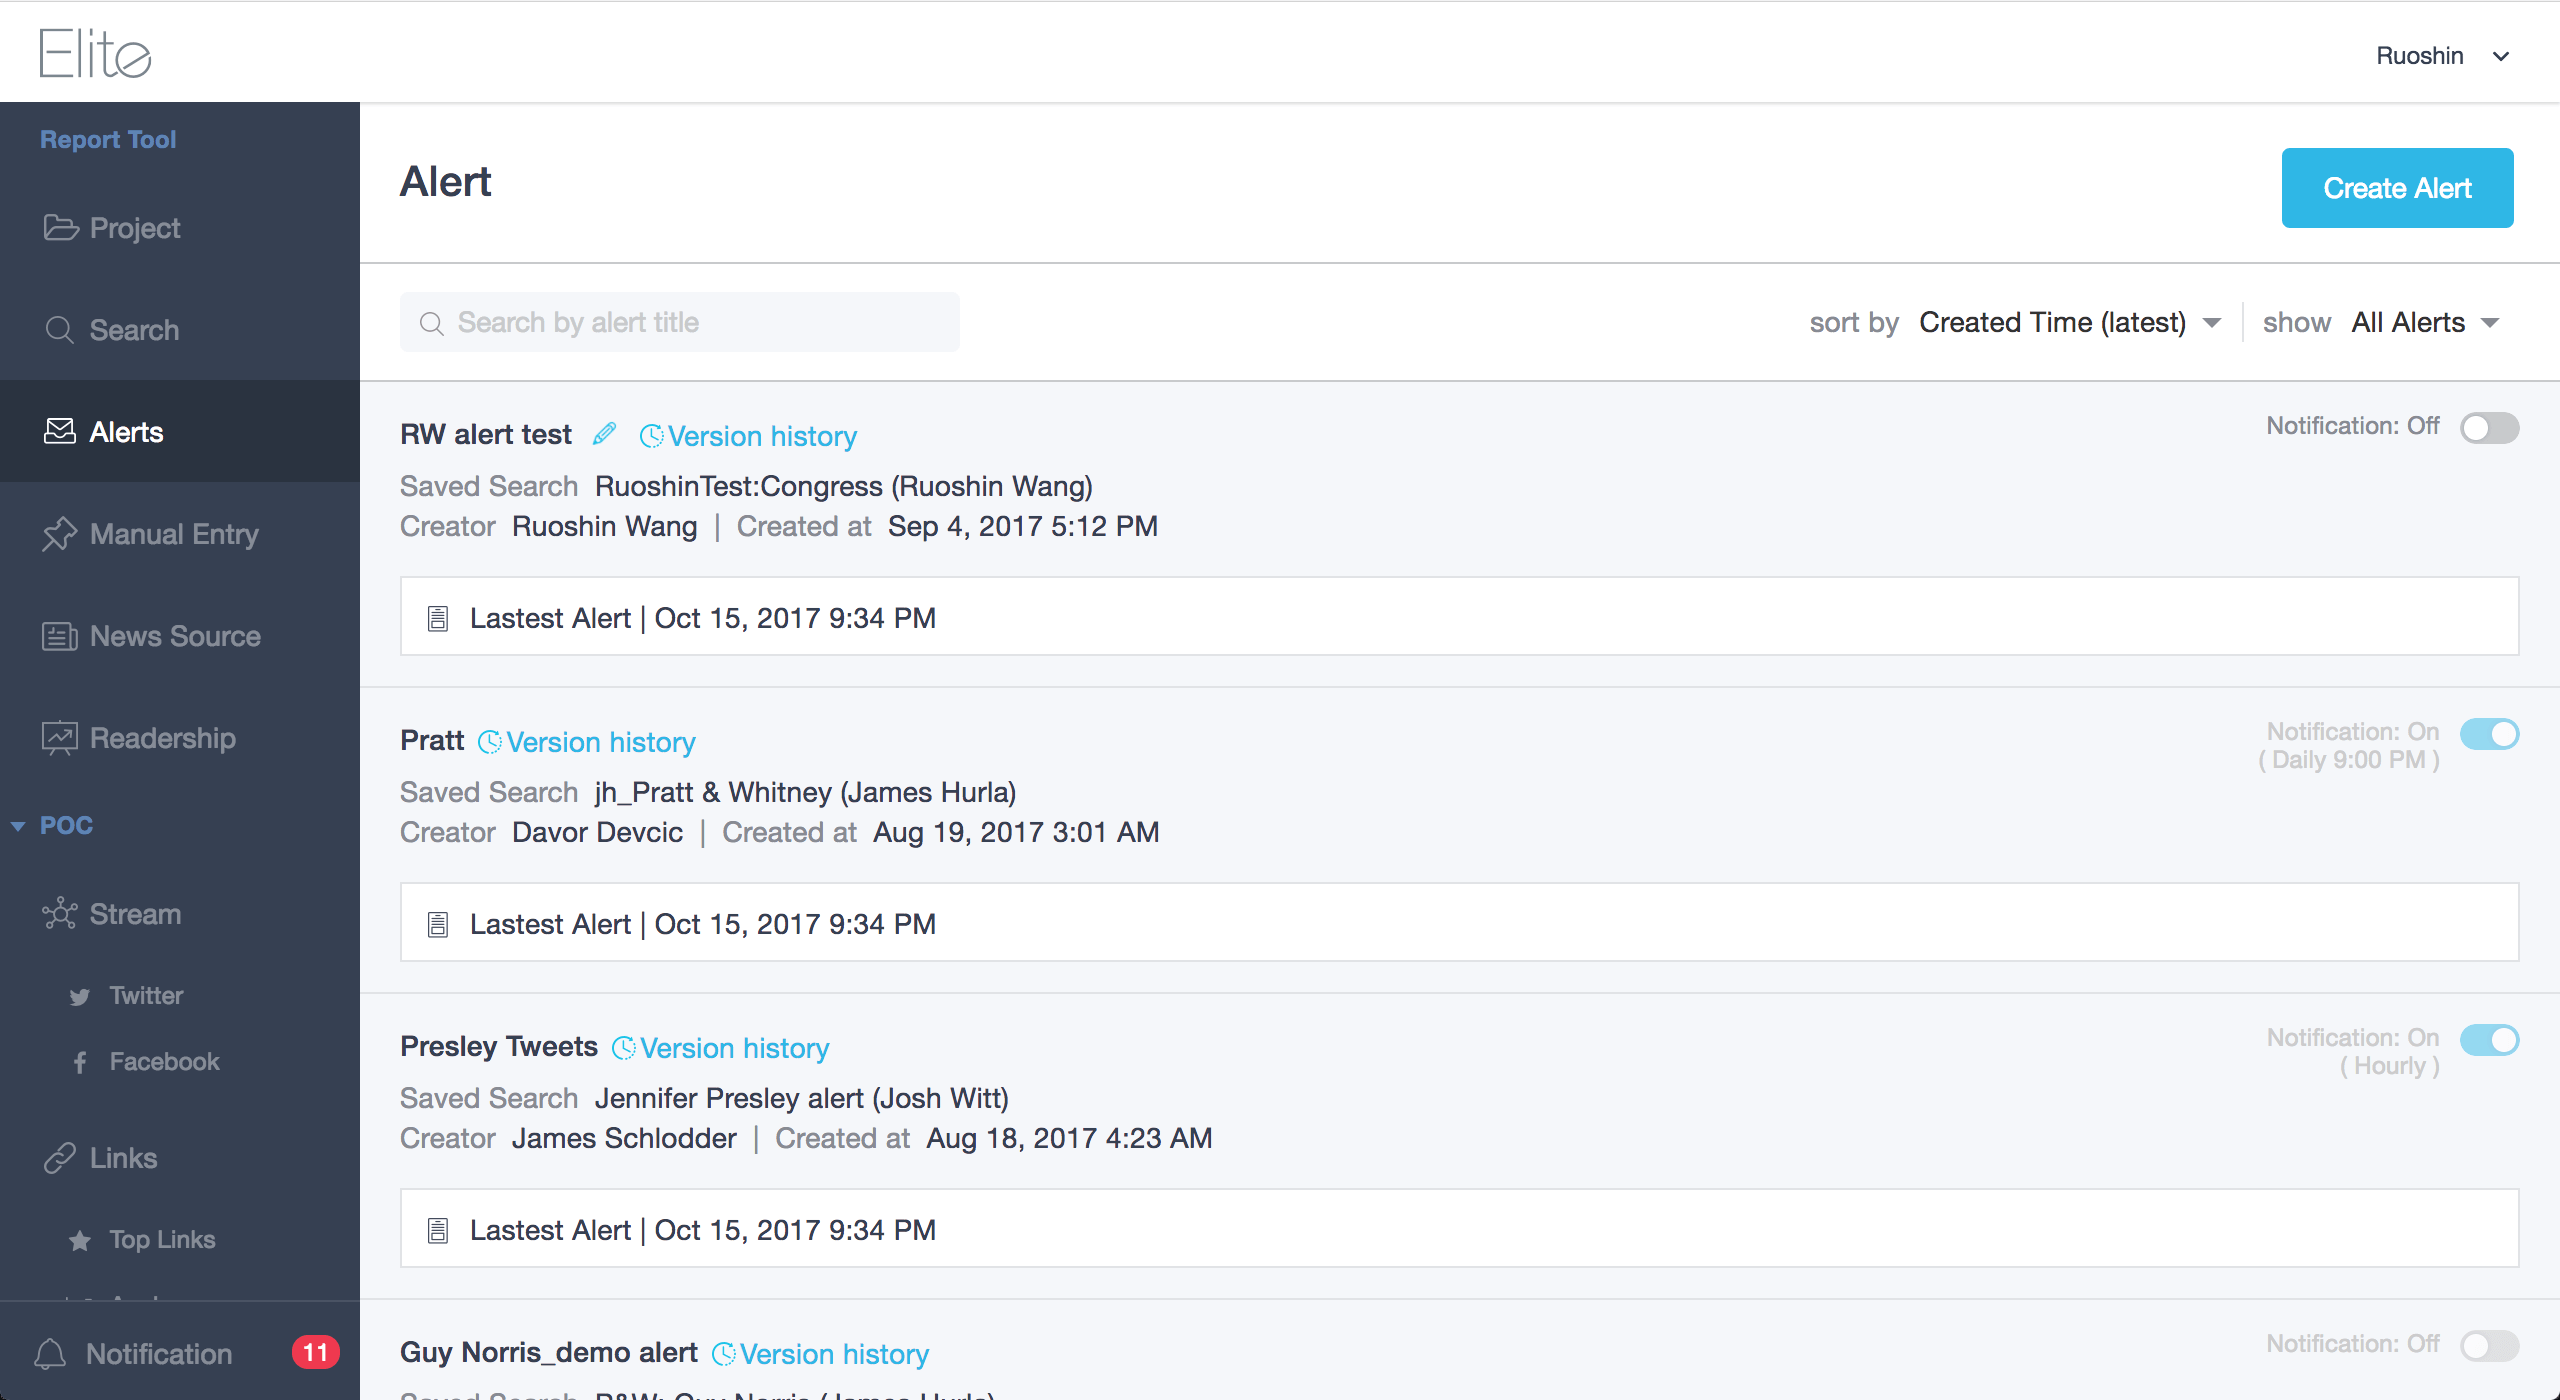 Elite
Ruoshin
Report Tool
Project
Search
Alerts
Manual Entry
News Source
Readership
POC
Stream
Twitter
Facebook
Links
Top Links
Notification 11
Alert
Create Alert
Search by alert title
sort by Created Time (latest) show All Alerts
RW alert test Version history Notification: Off
Saved Search RuoshinTest:Congress (Ruoshin Wang)
Creator Ruoshin Wang | Created at Sep 4, 2017 5:12 PM
Lastest Alert | Oct 15, 2017 9:34 PM
Pratt Version history Notification: On
( Daily 9:00 PM )
Saved Search jh_Pratt & Whitney (James Hurla)
Creator Davor Devcic | Created at Aug 19, 2017 3:01 AM
Lastest Alert | Oct 15, 2017 9:34 PM
Presley Tweets Version history Notification: On
( Hourly )
Saved Search Jennifer Presley alert (Josh Witt)
Creator James Schlodder | Created at Aug 18, 2017 4:23 AM
Lastest Alert | Oct 15, 2017 9:34 PM
Guy Norris_demo alert Version history Notification: Off
Saved Search P&W: Guy Norris (James Hurla)